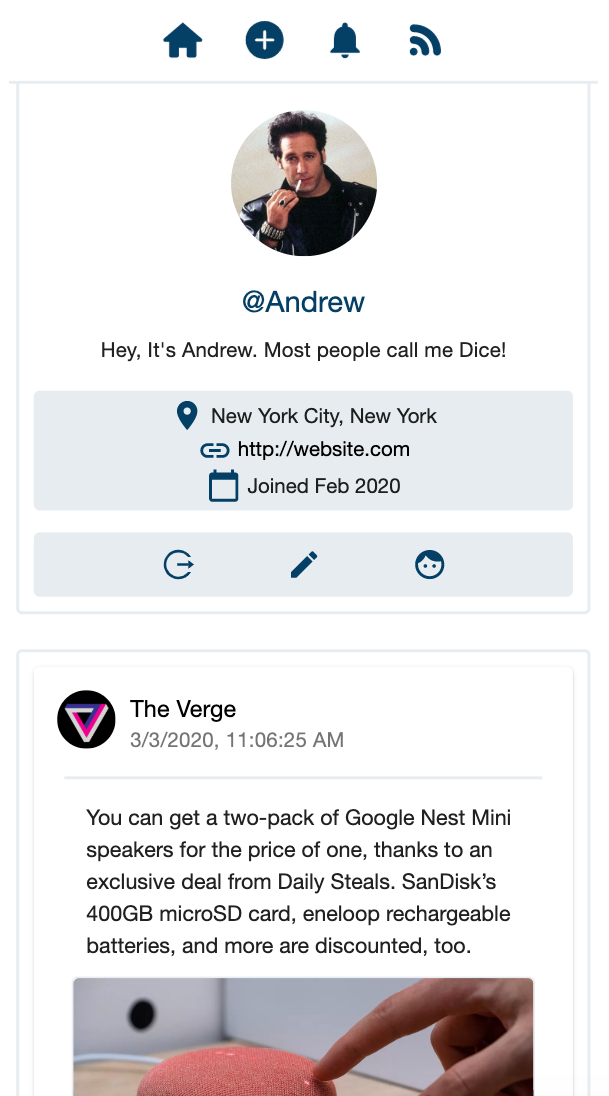 @Andrew
Hey, It's Andrew. Most people call me Dice!
New York City, New York
http://website.com
Joined Feb 2020
The Verge
3/3/2020, 11:06:25 AM
You can get a two-pack of Google Nest Mini
speakers for the price of one, thanks to an
exclusive deal from Daily Steals. SanDisk’s
400GB microSD card, eneloop rechargeable
batteries, and more are discounted, too.